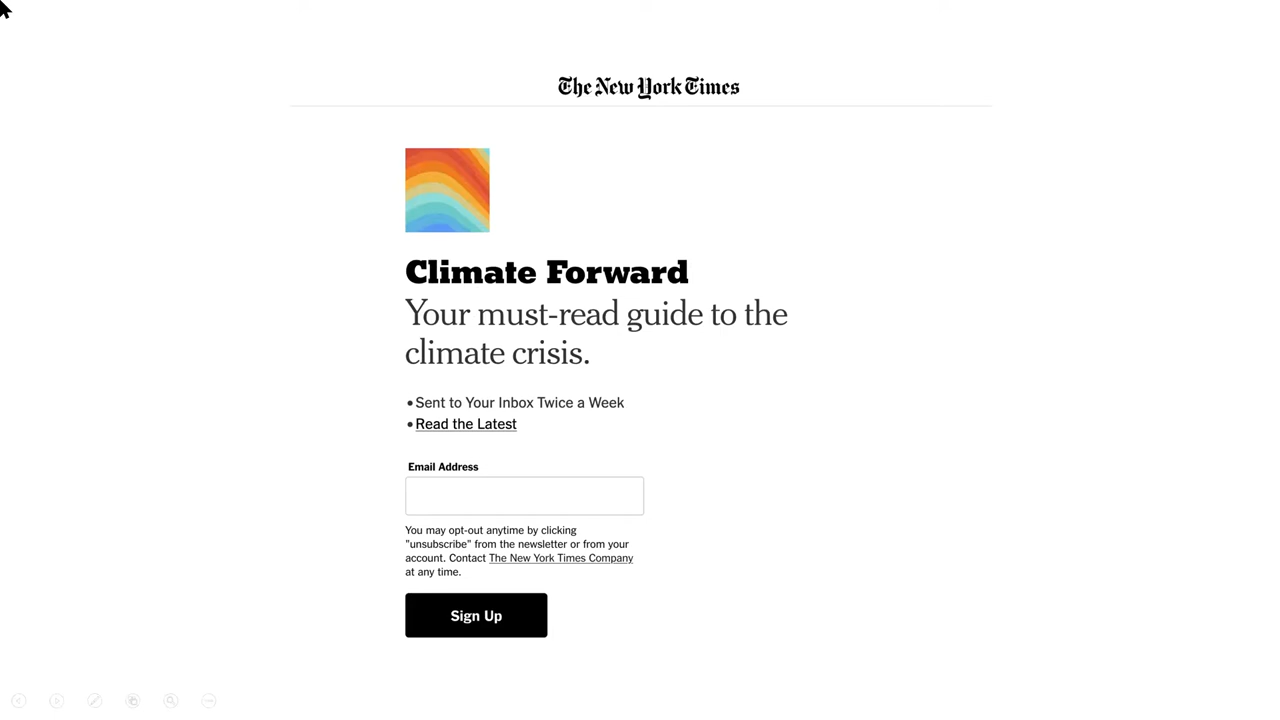 The New York Times
Climate Forward
Your must-read guide to the
climate crisis.
•Sent to Your Inbox Twice a Week
•Read the Latest
Email Address
You may opt-out anytime by clicking
"unsubscribe" from the newsletter or from your
account. Contact The New York Times Company
at any time.
Sign Up